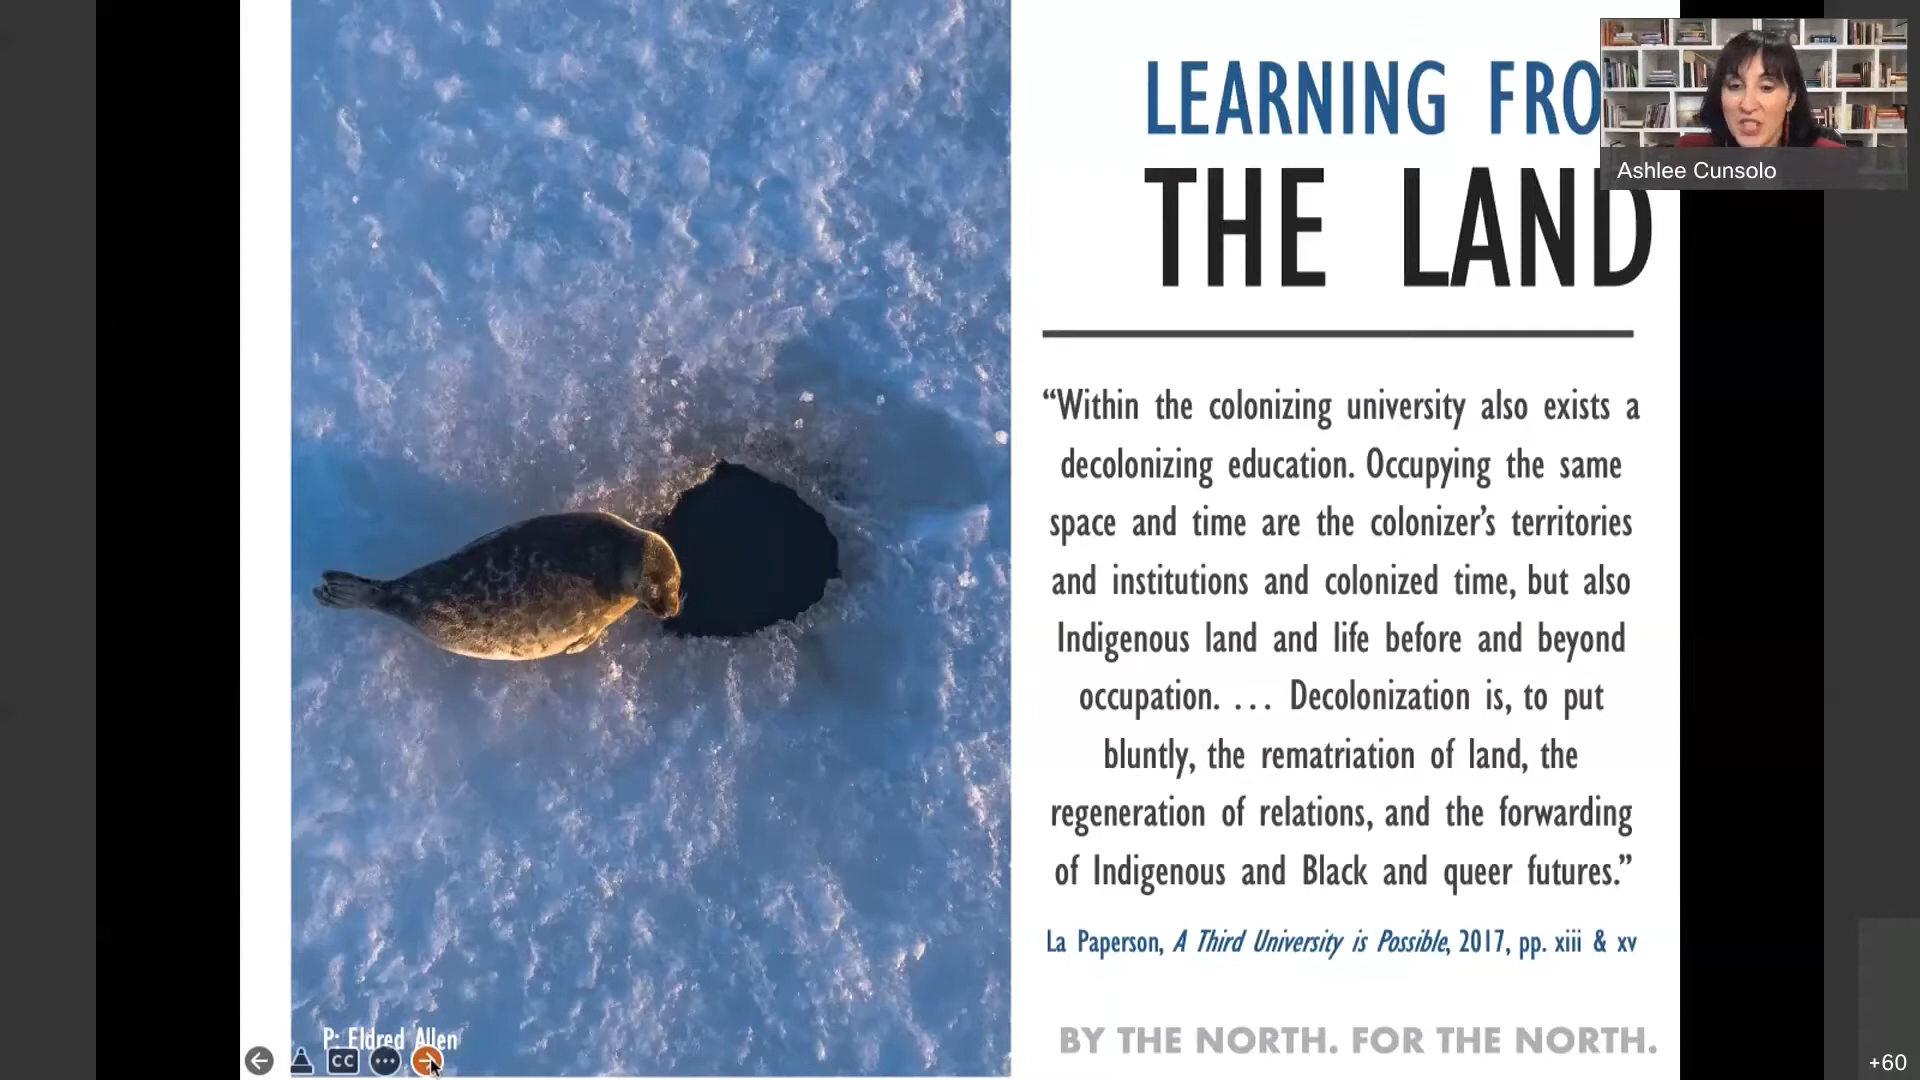 LEARNING FRO
THE LAND
Ashlee Cunsolo
“Within the colonizing university also exists a
decolonizing education. Occupying the same
space and time are the colonizer’s territories
and institutions and colonized time, but also
Indigenous land and life before and beyond
occupation. ... Decolonization is, to put
bluntly, the rematriation of land, the
regeneration of relations, and the forwarding
of Indigenous and Black and queer futures.”
La Paperson, A Third University is Possible, 2017, pp. xiii & xv
P: Eldred Allen
BY THE NORTH. FOR THE NORTH.
CC
+60